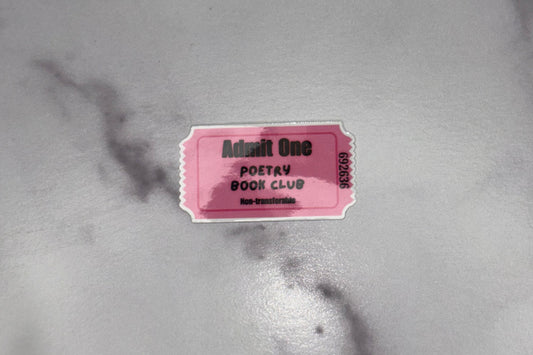 Admit One
POETRY
BOOK CLUB
Non-transferable
692636